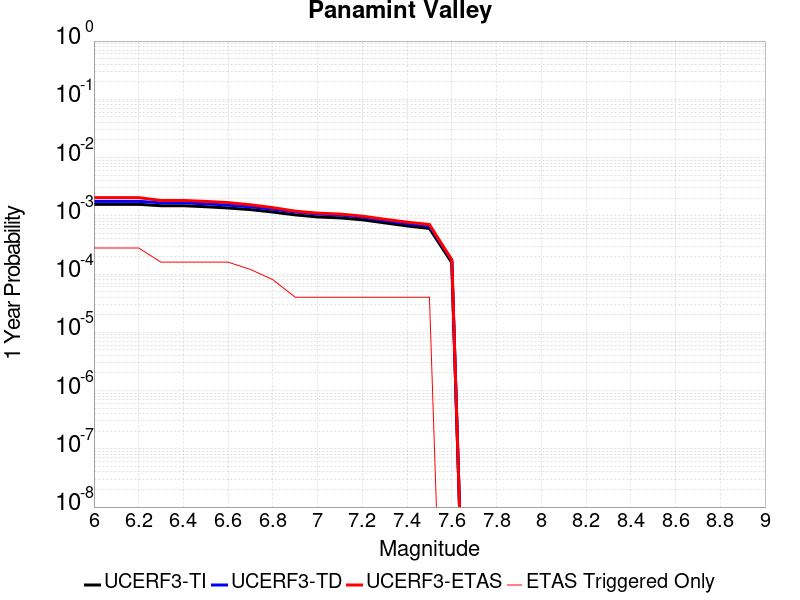 Panamint Valley
10^0
10^-1
10^-2
10^-3
10^-4
10^-5
10^-6
10^-7
10^-8
1 Year Probability
6 6.2 6.4 6.6 6.8 7 7.2 7.4 7.6 7.8 8 8.2 8.4 8.6 8.8 9
Magnitude
UCERF3-TI UCERF3-TD UCERF3-ETAS ETAS Triggered Only